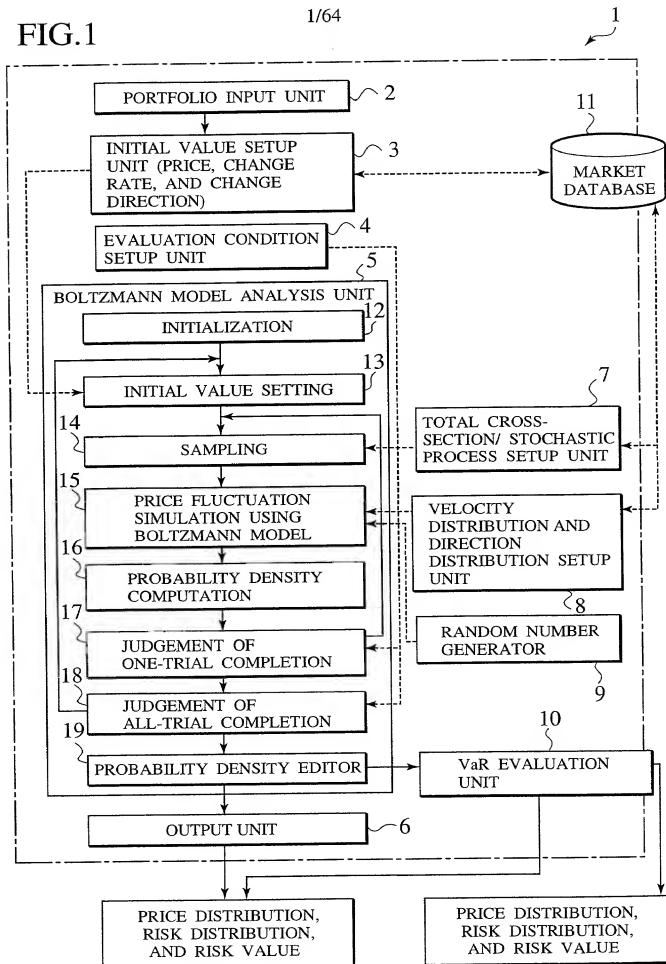 1/64
FIG.1
1
PORTFOLIO INPUT UNIT
2
INITIAL VALUE SETUP
UNIT (PRICE, CHANGE
RATE, AND CHANGE
DIRECTION)
3
11
MARKET
DATABASE
4
EVALUATION CONDITION
SETUP UNIT
5
BOLTZMANN MODEL ANALYSIS UNIT
INITIALIZATION
12
INITIAL VALUE SETTING
13
14
SAMPLING
7
TOTAL CROSS-
SECTION/ STOCHASTIC
PROCESS SETUP UNIT
15
PRICE FLUCTUATION
SIMULATION USING
BOLTZMANN MODEL
VELOCITY
DISTRIBUTION AND
DIRECTION
DISTRIBUTION SETUP
UNIT
8
16
PROBABILITY DENSITY
COMPUTATION
17
JUDGEMENT OF
ONE-TRIAL COMPLETION
RANDOM NUMBER
GENERATOR
9
18
JUDGEMENT OF
ALL-TRIAL COMPLETION
19
PROBABILITY DENSITY EDITOR
10
VaR EVALUATION
UNIT
OUTPUT UNIT
6
PRICE DISTRIBUTION,
RISK DISTRIBUTION,
AND RISK VALUE
PRICE DISTRIBUTION,
RISK DISTRIBUTION,
AND RISK VALUE